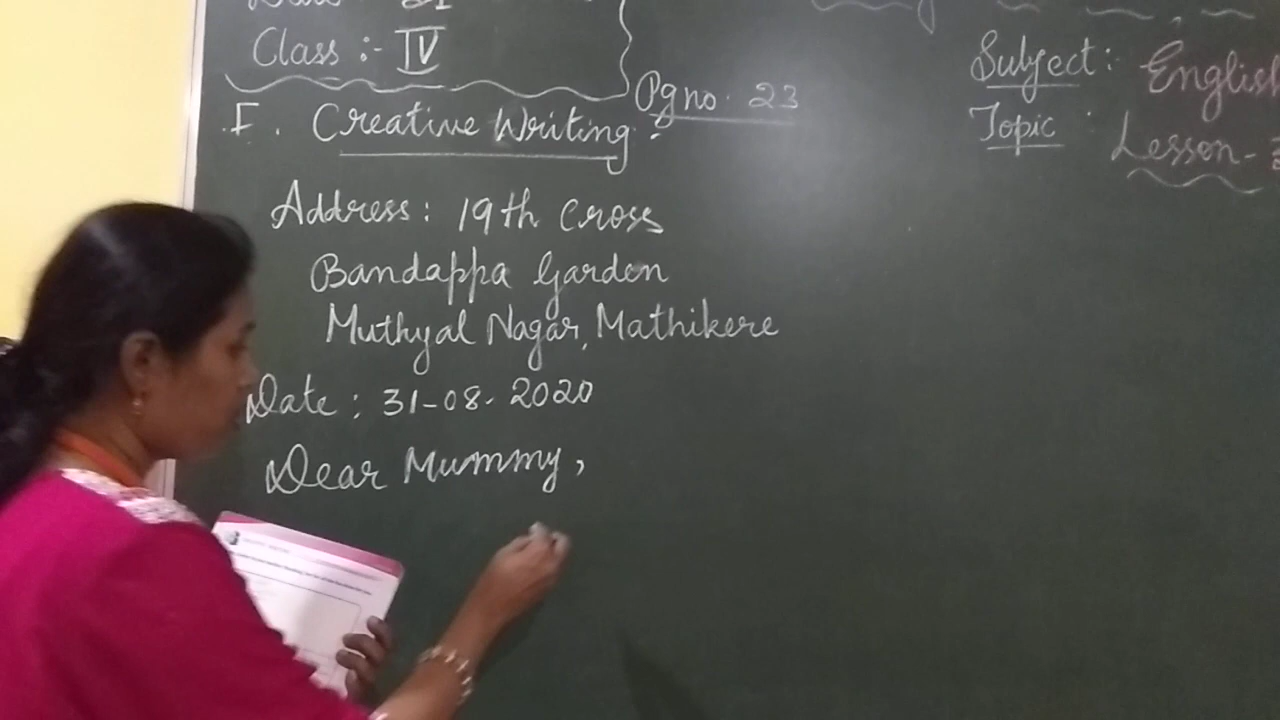 Class :- IV
Subject: English
Pg no. 23
Topic : Lesson-
F. Creative Writing:
Address: 19th Cross
Bandappa Garden
Muthyal Nagar, Mathikere
Date : 31-08-2020
Dear Mummy,